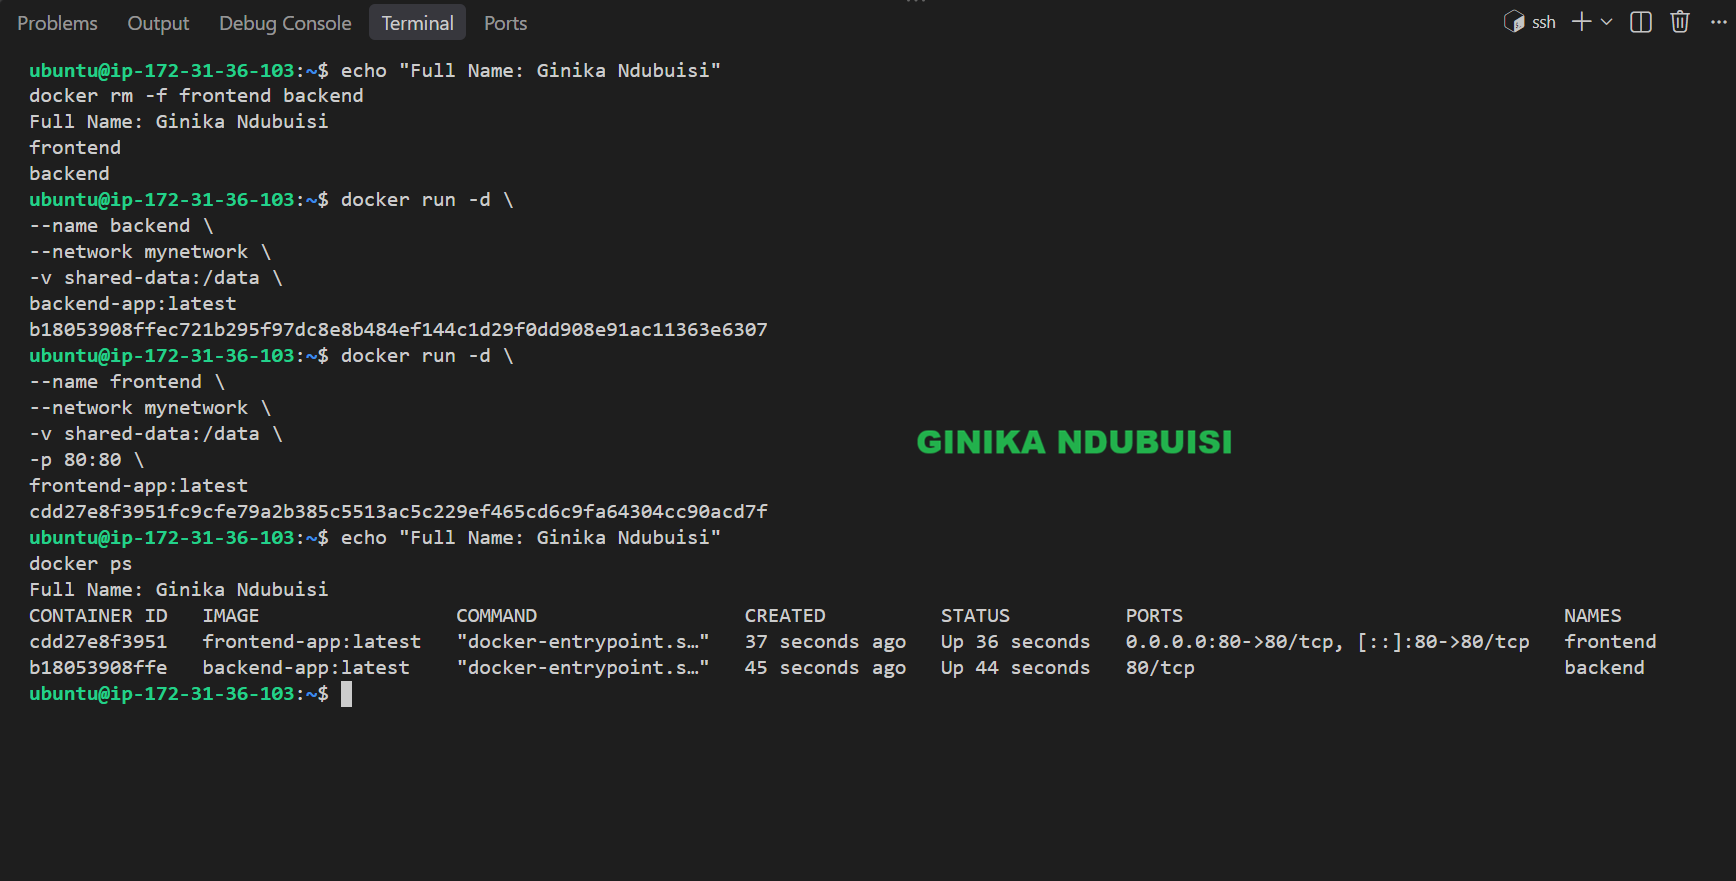 Problems Output Debug Console Terminal Ports ssh
ubuntu@ip-172-31-36-103:~$ echo "Full Name: Ginika Ndubuisi"
docker rm -f frontend backend
Full Name: Ginika Ndubuisi
frontend
backend
ubuntu@ip-172-31-36-103:~$ docker run -d \
--name backend \
--network mynetwork \
-v shared-data:/data \
backend-app:latest
b18053908ffec721b295f97dc8e8b484ef144c1d29f0dd908e91ac11363e6307
ubuntu@ip-172-31-36-103:~$ docker run -d \
--name frontend \
--network mynetwork \
-v shared-data:/data \
-p 80:80 \
GINIKA NDUBUISI
frontend-app:latest
cdd27e8f3951fc9cfe79a2b385c5513ac5c229ef465cd6c9fa64304cc90acd7f
ubuntu@ip-172-31-36-103:~$ echo "Full Name: Ginika Ndubuisi"
docker ps
Full Name: Ginika Ndubuisi
CONTAINER ID IMAGE COMMAND CREATED STATUS PORTS NAMES
cdd27e8f3951 frontend-app:latest "docker-entrypoint.s…" 37 seconds ago Up 36 seconds 0.0.0.0:80->80/tcp, [::]:80->80/tcp frontend
b18053908ffe backend-app:latest "docker-entrypoint.s…" 45 seconds ago Up 44 seconds 80/tcp backend
ubuntu@ip-172-31-36-103:~$